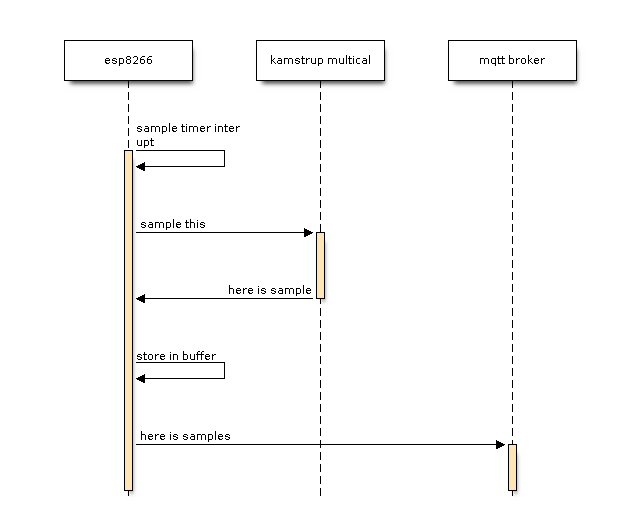 esp8266
kamstrup multical
mqtt broker
sample timer inter
upt
sample this
here is sample
store in buffer
here is samples